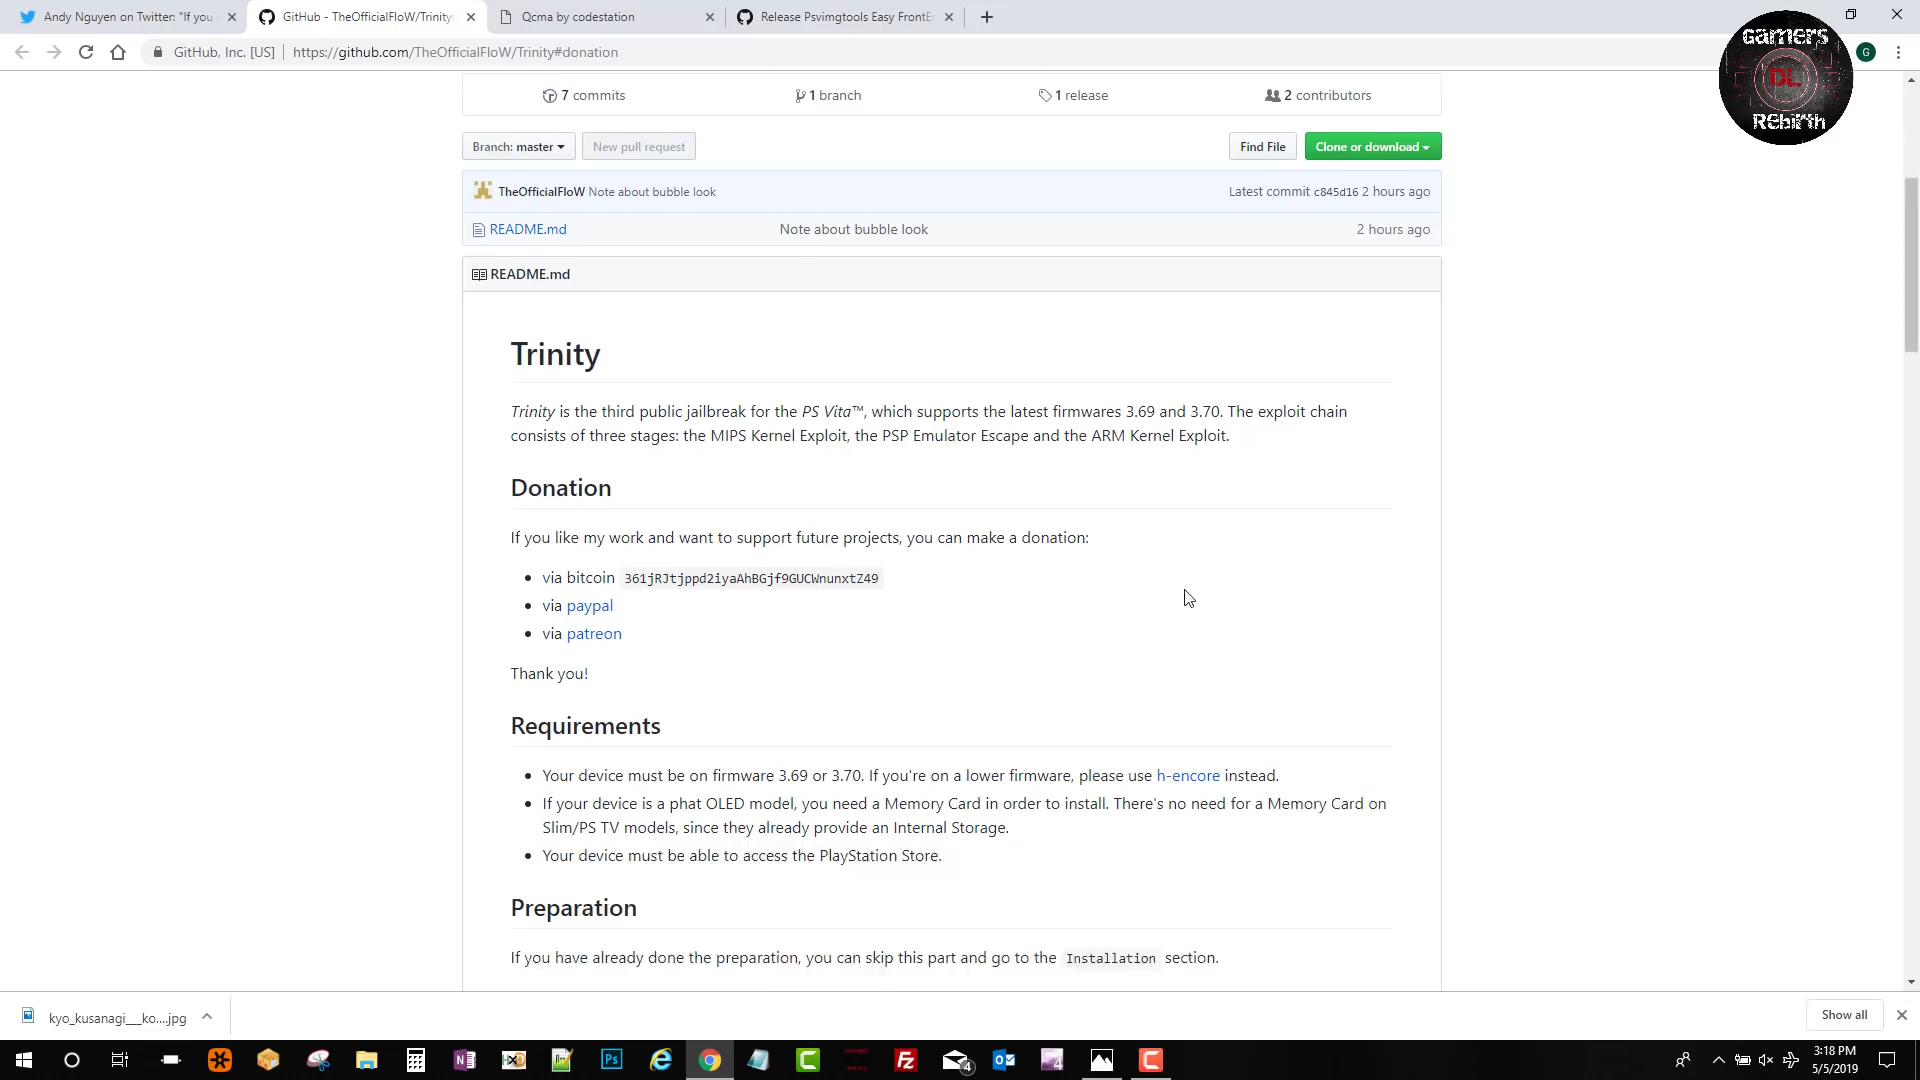 Andy Nguyen on Twitter: "If you
GitHub - TheOfficialFloW/Trinity:
Qcma by codestation
Release Psvimgtools Easy FrontE
GitHub, Inc. [US] https://github.com/TheOfficialFloW/Trinity#donation
G
GAMERS
DL
REbirth
7 commits
1 branch
1 release
2 contributors
Branch: master
New pull request
Find File
Clone or download
TheOfficialFloW Note about bubble look
Latest commit c845d16 2 hours ago
README.md
Note about bubble look
2 hours ago
README.md
Trinity
Trinity is the third public jailbreak for the PS Vita™, which supports the latest firmwares 3.69 and 3.70. The exploit chain
consists of three stages: the MIPS Kernel Exploit, the PSP Emulator Escape and the ARM Kernel Exploit.
Donation
If you like my work and want to support future projects, you can make a donation:
• via bitcoin 361jRJtjppd2iyaAhBGjf9GUCWnunxtZ49
• via paypal
• via patreon
Thank you!
Requirements
• Your device must be on firmware 3.69 or 3.70. If you're on a lower firmware, please use h-encore instead.
• If your device is a phat OLED model, you need a Memory Card in order to install. There's no need for a Memory Card on
Slim/PS TV models, since they already provide an Internal Storage.
• Your device must be able to access the PlayStation Store.
Preparation
If you have already done the preparation, you can skip this part and go to the Installation section.
kyo_kusanagi___ko....jpg
Show all
Ps
4
3:18 PM
5/5/2019